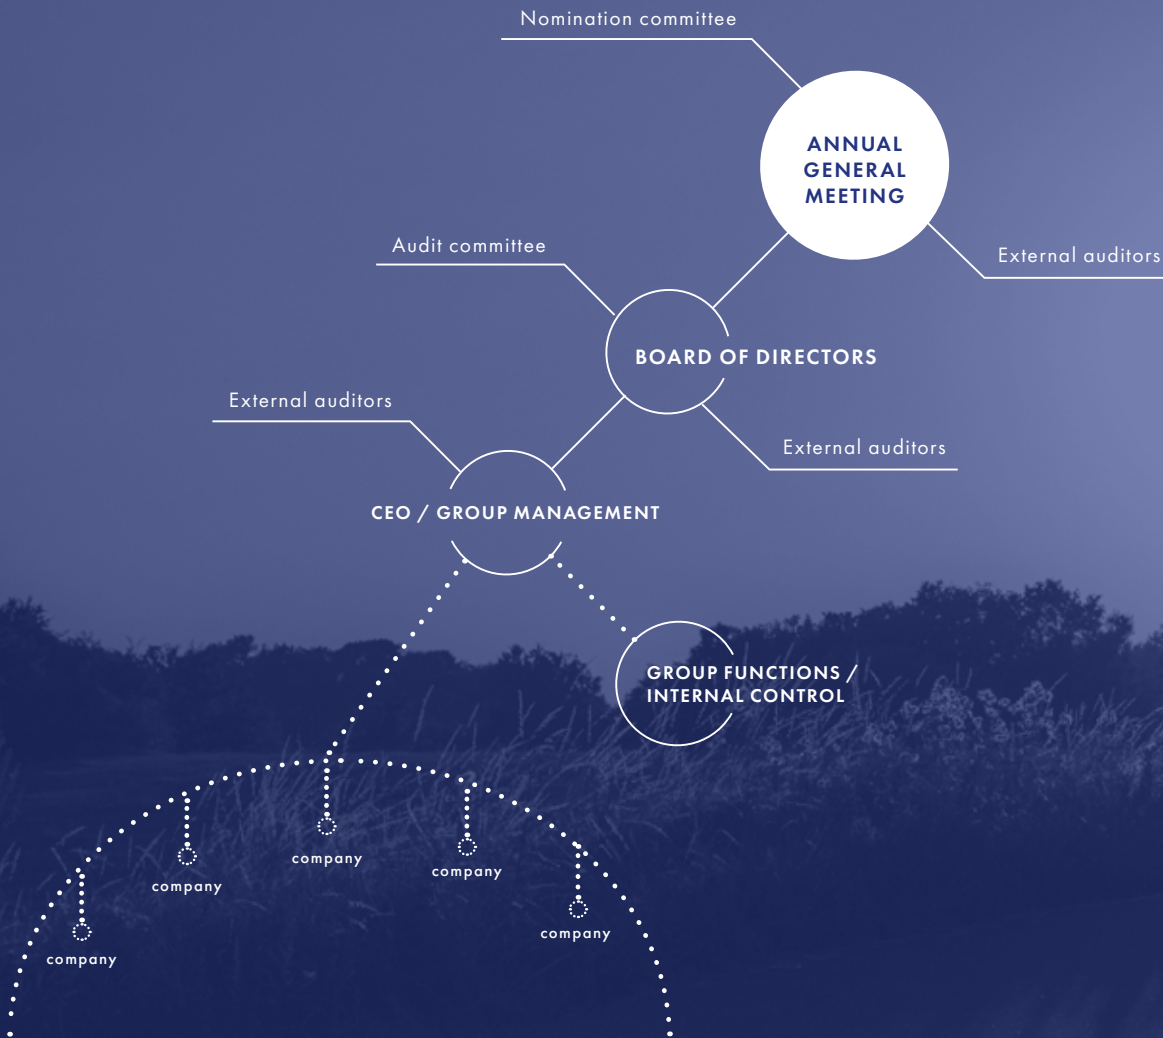 Nomination committee
ANNUAL
GENERAL
MEETING
Audit committee
External auditors
BOARD OF DIRECTORS
External auditors
External auditors
CEO / GROUP MANAGEMENT
GROUP FUNCTIONS /
INTERNAL CONTROL
company
company
company
company
company